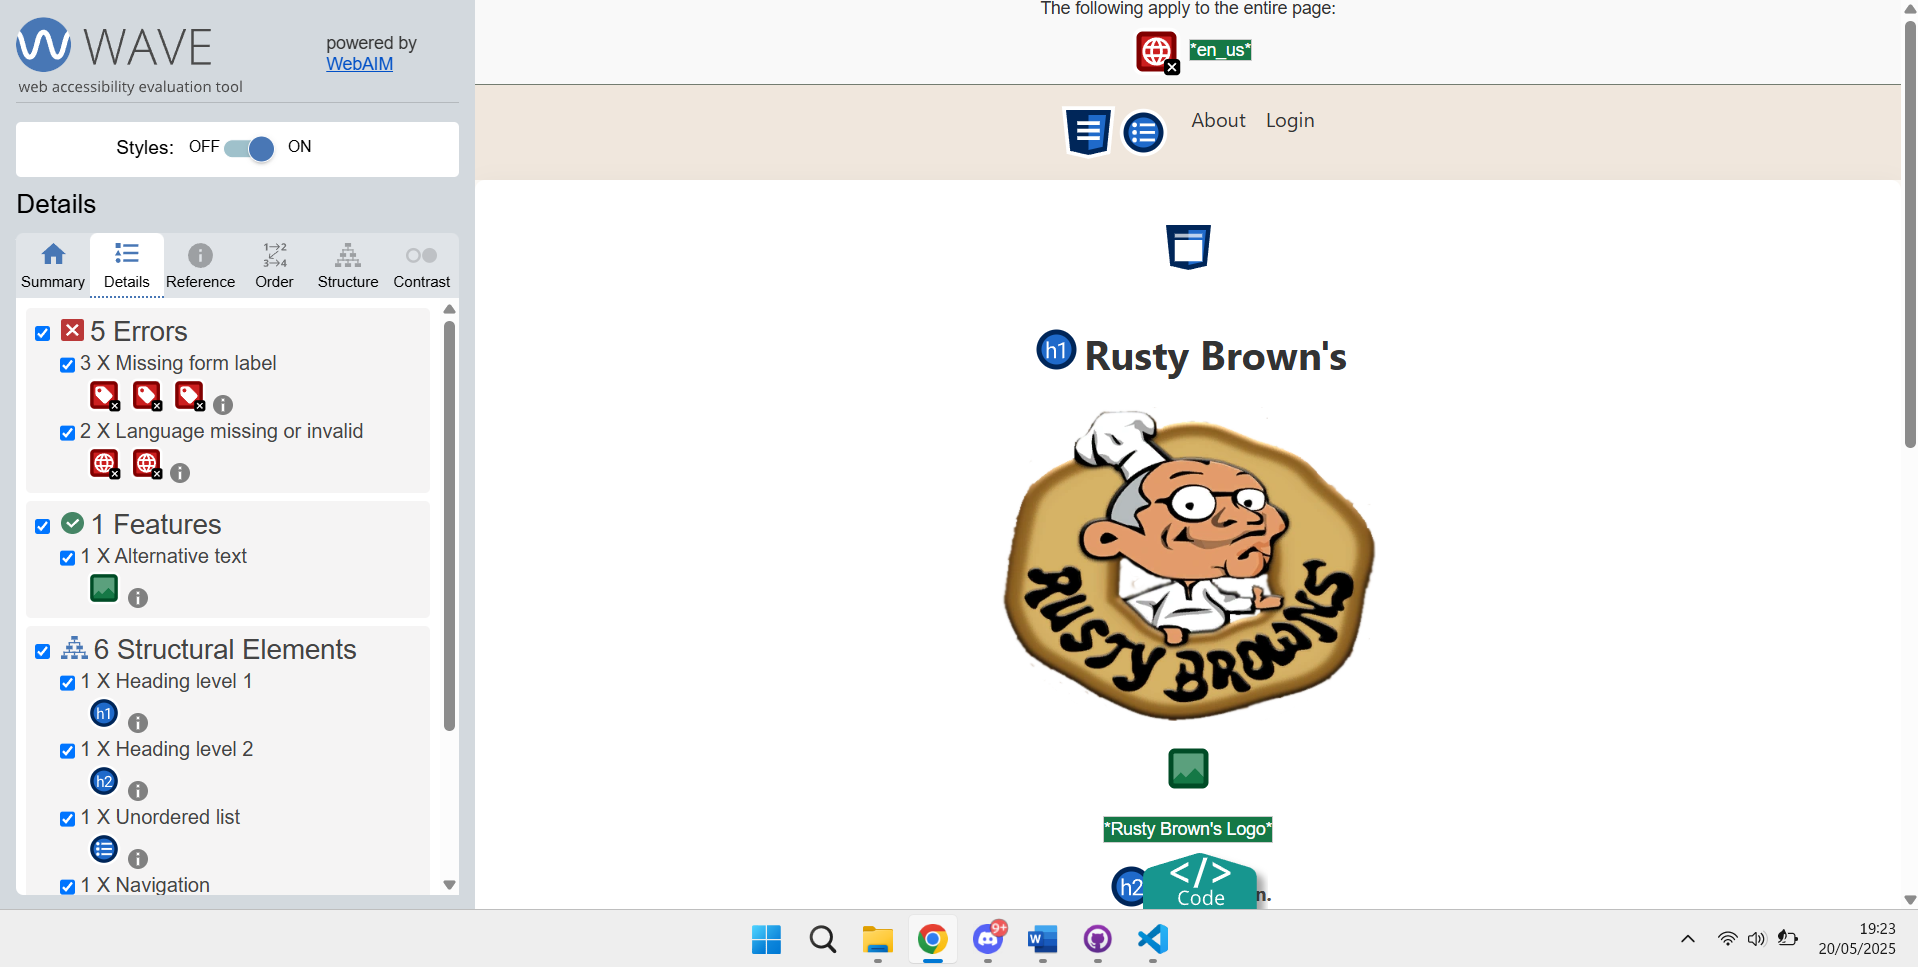 WAVE
powered by
WebAIM
web accessibility evaluation tool
Styles: OFF ON
Details
Summary Details Reference Order Structure Contrast
5 Errors
3 X Missing form label
2 X Language missing or invalid
1 Features
1 X Alternative text
6 Structural Elements
1 X Heading level 1
h1
1 X Heading level 2
h2
1 X Unordered list
1 X Navigation
The following apply to the entire page:
*en_us*
About Login
h1 Rusty Brown's
RUSTY BROWNS
*Rusty Brown's Logo*
h2 n.
</> Code
9+
19:23
20/05/2025